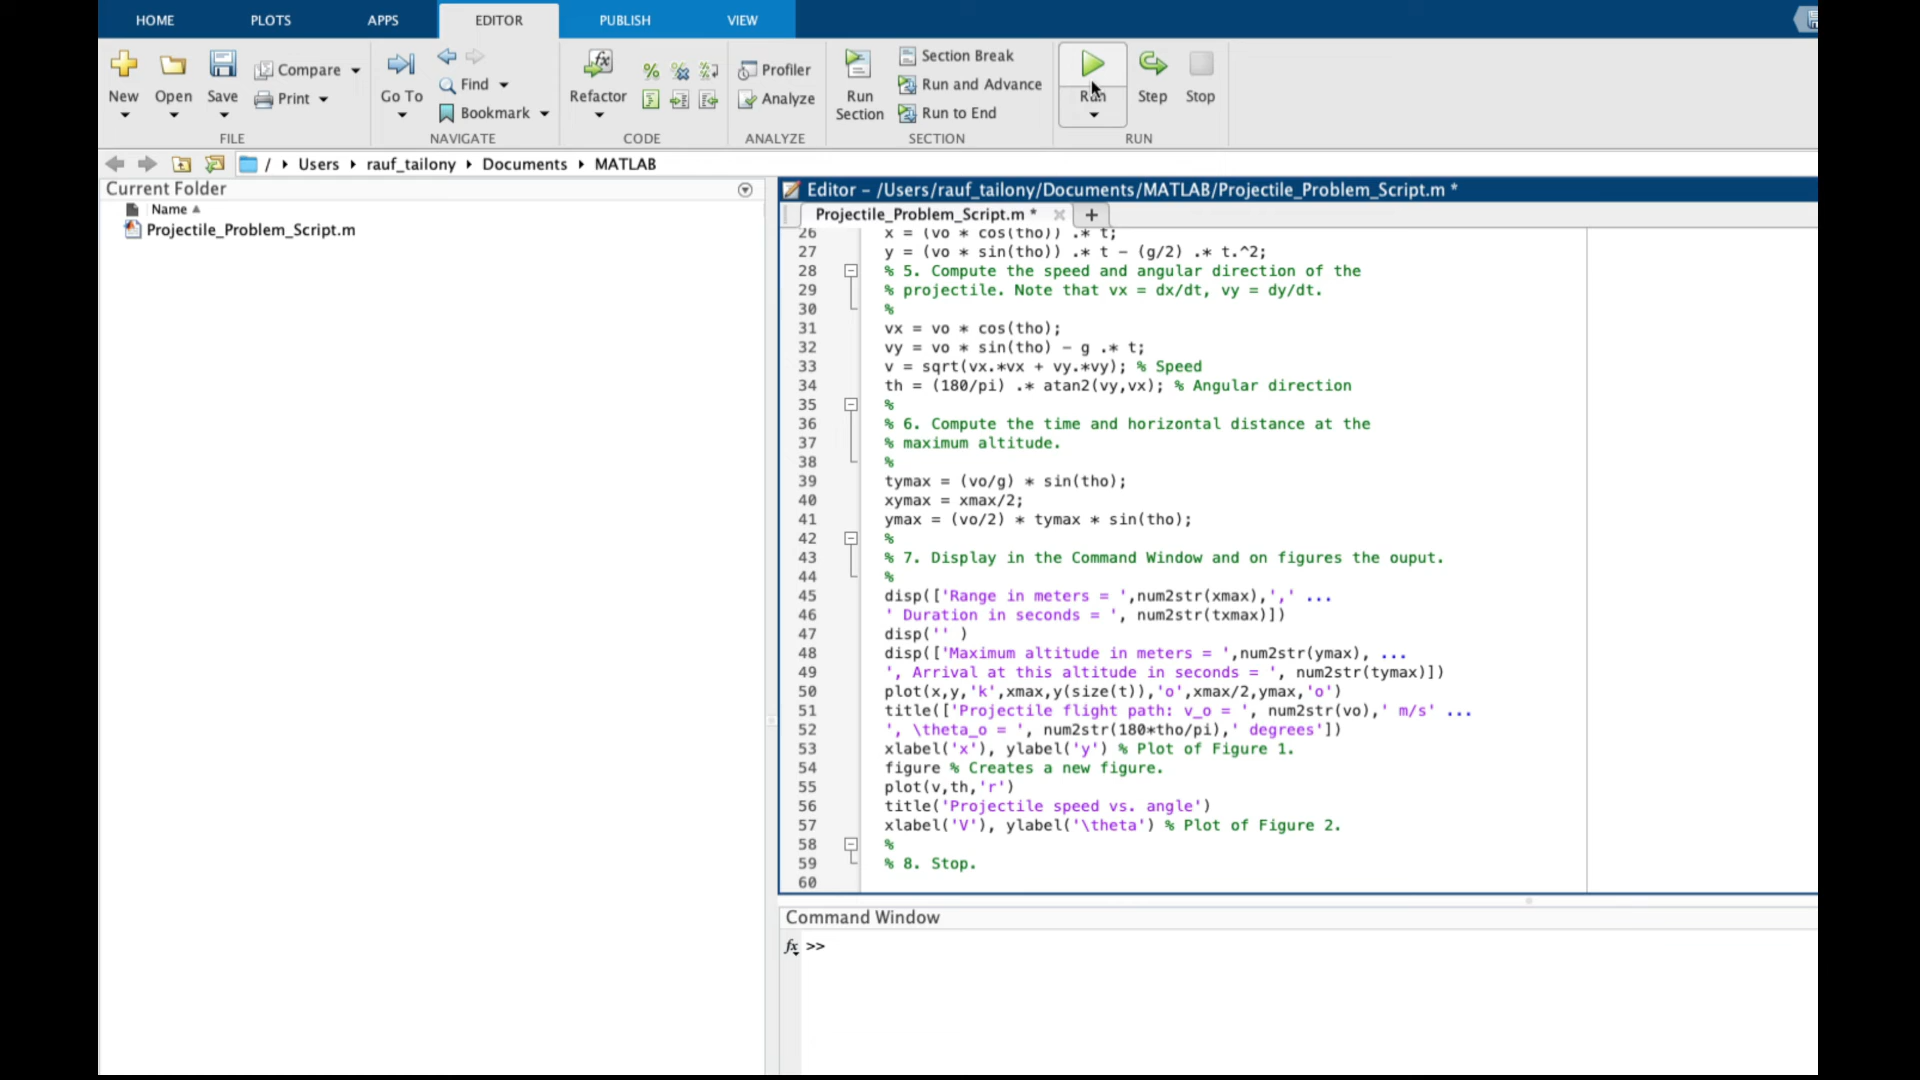 HOME PLOTS APPS EDITOR PUBLISH VIEW
New Open Save Compare Print
FILE
Go To Find Bookmark
NAVIGATE
Refactor
CODE
Profiler
Analyze
ANALYZE
Run Section
Section Break
Run and Advance
Run to End
SECTION
Run Step Stop
RUN
/ Users rauf_tailony Documents MATLAB
Current Folder
Name
Projectile_Problem_Script.m
Editor – /Users/rauf_tailony/Documents/MATLAB/Projectile_Problem_Script.m *
Projectile_Problem_Script.m * × +
26 x = (vo * cos(tho)) .* t;
27 y = (vo * sin(tho)) .* t – (g/2) .* t.^2;
28 % 5. Compute the speed and angular direction of the
29 % projectile. Note that vx = dx/dt, vy = dy/dt.
30 %
31 vx = vo * cos(tho);
32 vy = vo * sin(tho) – g .* t;
33 v = sqrt(vx.*vx + vy.*vy); % Speed
34 th = (180/pi) .* atan2(vy,vx); % Angular direction
35 %
36 % 6. Compute the time and horizontal distance at the
37 % maximum altitude.
38 %
39 tymax = (vo/g) * sin(tho);
40 xymax = xmax/2;
41 ymax = (vo/2) * tymax * sin(tho);
42 %
43 % 7. Display in the Command Window and on figures the ouput.
44 %
45 disp(['Range in meters = ',num2str(xmax),',' ...
46 ' Duration in seconds = ', num2str(txmax)])
47 disp('' )
48 disp(['Maximum altitude in meters = ',num2str(ymax), ...
49 ', Arrival at this altitude in seconds = ', num2str(tymax)])
50 plot(x,y,'k',xmax,y(size(t)),'o',xmax/2,ymax,'o')
51 title(['Projectile flight path: v_o = ', num2str(vo),' m/s' ...
52 ', \theta_o = ', num2str(180*tho/pi),' degrees'])
53 xlabel('x'), ylabel('y') % Plot of Figure 1.
54 figure % Creates a new figure.
55 plot(v,th,'r')
56 title('Projectile speed vs. angle')
57 xlabel('V'), ylabel('\theta') % Plot of Figure 2.
58 %
59 % 8. Stop.
60
Command Window
fx >>